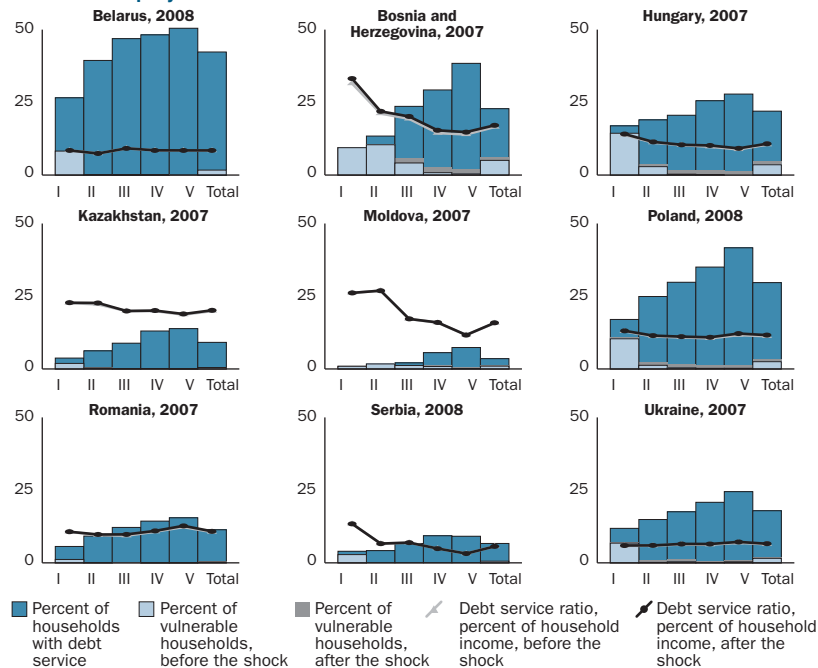 Belarus, 2008
50
25
0
I II III IV V Total
Bosnia and
Herzegovina, 2007
50
25
0
I II III IV V Total
Hungary, 2007
50
25
0
I II III IV V Total
Kazakhstan, 2007
50
25
0
I II III IV V Total
Moldova, 2007
50
25
0
I II III IV V Total
Poland, 2008
50
25
0
I II III IV V Total
Romania, 2007
50
25
0
I II III IV V Total
Serbia, 2008
50
25
0
I II III IV V Total
Ukraine, 2007
50
25
0
I II III IV V Total
Percent of
households
with debt
service
Percent of
vulnerable
households,
before the shock
Percent of
vulnerable
households,
after the shock
Debt service ratio,
percent of household
income, before the
shock
Debt service ratio,
percent of household
income, after the
shock